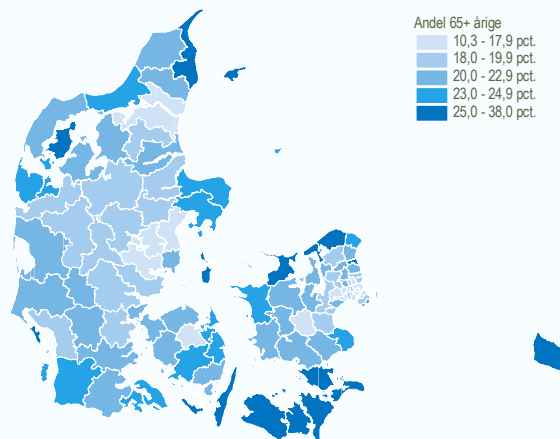 Andel 65+ årige
10,3 - 17,9 pct.
18,0 - 19,9 pct.
20,0 - 22,9 pct.
23,0 - 24,9 pct.
25,0 - 38,0 pct.